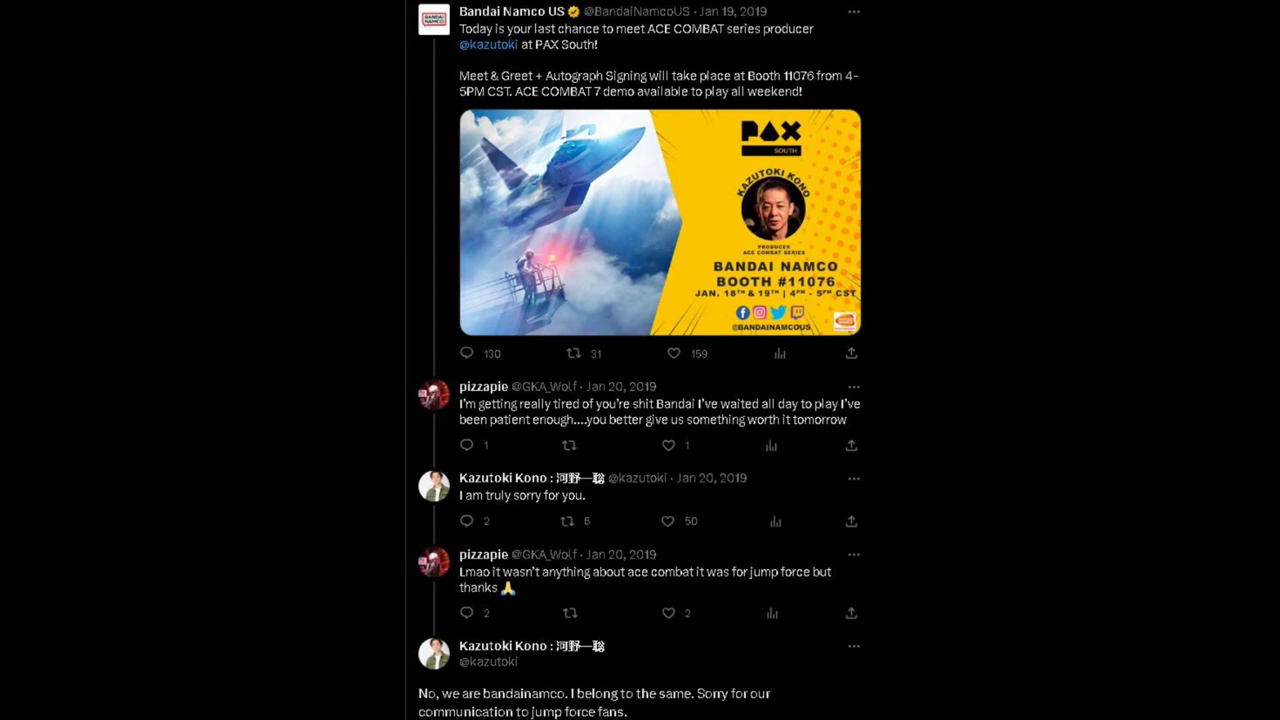 Bandai Namco US @BandaiNamcoUS · Jan 19, 2019
Today is your last chance to meet ACE COMBAT series producer
@kazutoki at PAX South!
Meet & Greet + Autograph Signing will take place at Booth 11076 from 4-
5PM CST. ACE COMBAT 7 demo available to play all weekend!
PAX
SOUTH
KAZUTOKI KONO
PRODUCER
ACE COMBAT SERIES
BANDAI NAMCO
BOOTH #11076
JAN. 18TH & 19TH | 4PM - 5PM CST
@BANDAINAMCOUS
130 31 159
pizzapie @GKA_Wolf · Jan 20, 2019
I'm getting really tired of you're shit Bandai I've waited all day to play I've
been patient enough....you better give us something worth it tomorrow
1 1
Kazutoki Kono : 河野一聡 @kazutoki · Jan 20, 2019
I am truly sorry for you.
2 6 50
pizzapie @GKA_Wolf · Jan 20, 2019
Lmao it wasn't anything about ace combat it was for jump force but
thanks 🙏
2 2
Kazutoki Kono : 河野一聡
@kazutoki
No, we are bandainamco. I belong to the same. Sorry for our
communication to jump force fans.